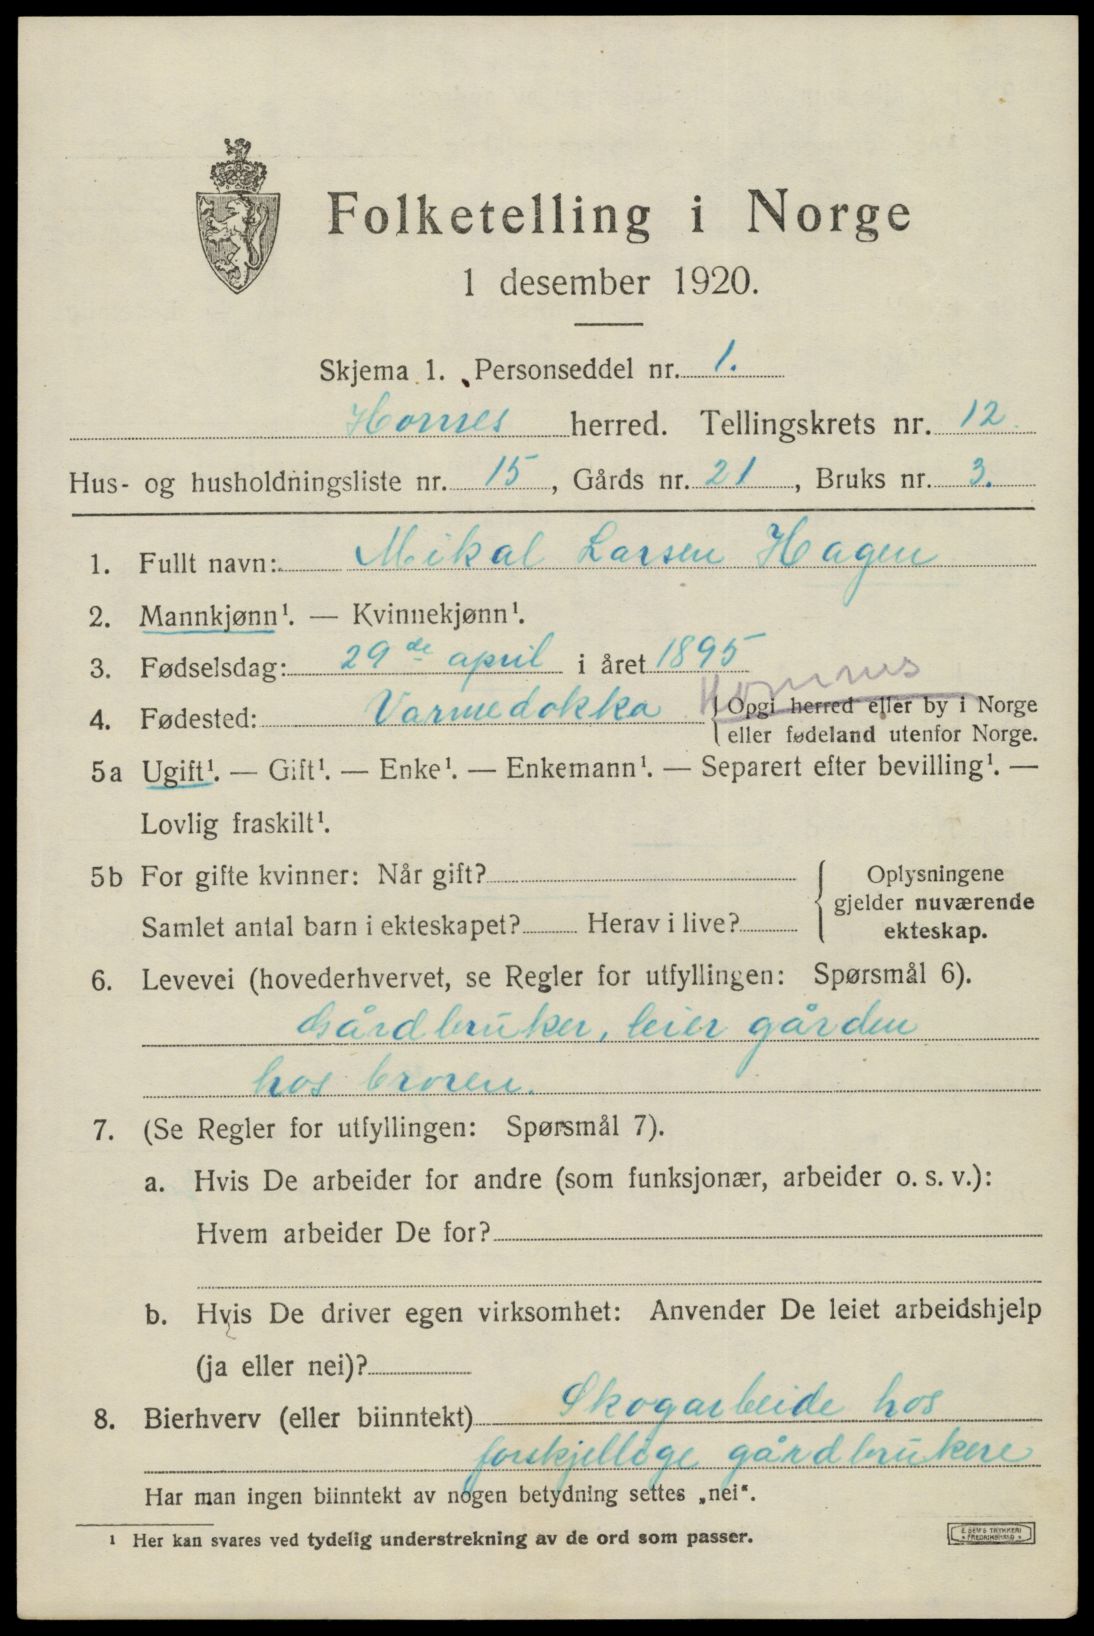 Folketelling i Norge
1 desember 1920.
Skjema 1. Personseddel nr. 1.
Hornes herred. Tellingskrets nr. 12.
Hus- og husholdningsliste nr. 15, Gårds nr. 21, Bruks nr. 3.
1. Fullt navn: Mikal Larsen Hagen
2. Mannkjønn¹. — Kvinnekjønn¹.
3. Fødselsdag: 29de april i året 1895
Hornnes
4. Fødested: Varmedokka { Opgi herred eller by i Norge
eller fødeland utenfor Norge.
5a Ugift¹. — Gift¹. — Enke¹. — Enkemann¹. — Separert efter bevilling¹. —
Lovlig fraskilt¹.
5b For gifte kvinner: Når gift?
Samlet antal barn i ekteskapet? Herav i live?
{ Oplysningene
gjelder nuværende
ekteskap.
6. Levevei (hovederhvervet, se Regler for utfyllingen: Spørsmål 6).
Gårdbruker, leier gården
hos broren.
7. (Se Regler for utfyllingen: Spørsmål 7).
a. Hvis De arbeider for andre (som funksjonær, arbeider o. s. v.):
Hvem arbeider De for?
b. Hvis De driver egen virksomhet: Anvender De leiet arbeidshjelp
(ja eller nei)?
8. Bierhverv (eller biinntekt) Skogarbeide hos
forskjellige gårdbrukere
Har man ingen biinntekt av nogen betydning settes „nei".
¹ Her kan svares ved tydelig understrekning av de ord som passer.
E. SEM'S TRYKKERI
FREDRIKSHALD